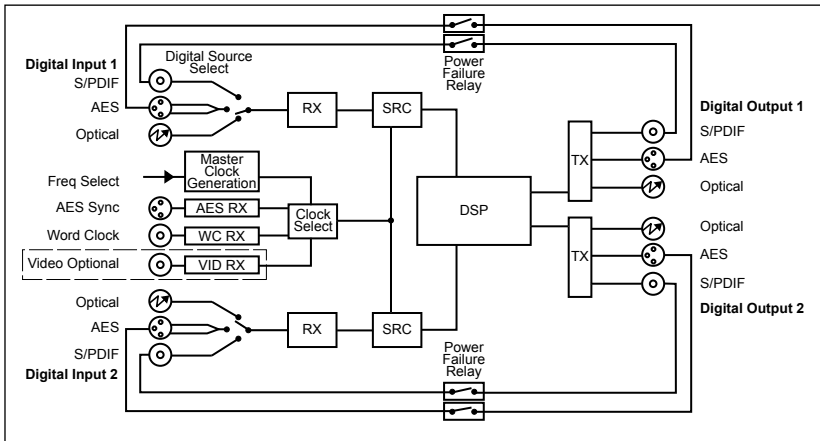 Digital Input 1
S/PDIF
AES
Optical
Digital Source
Select
RX
SRC
Power
Failure
Relay
Digital Output 1
S/PDIF
AES
Optical
TX
Freq Select
Master
Clock
Generation
AES Sync
AES RX
Clock
Select
Word Clock
WC RX
Video Optional
VID RX
DSP
Optical
AES
S/PDIF
Digital Output 2
TX
Optical
AES
S/PDIF
Digital Input 2
RX
SRC
Power
Failure
Relay